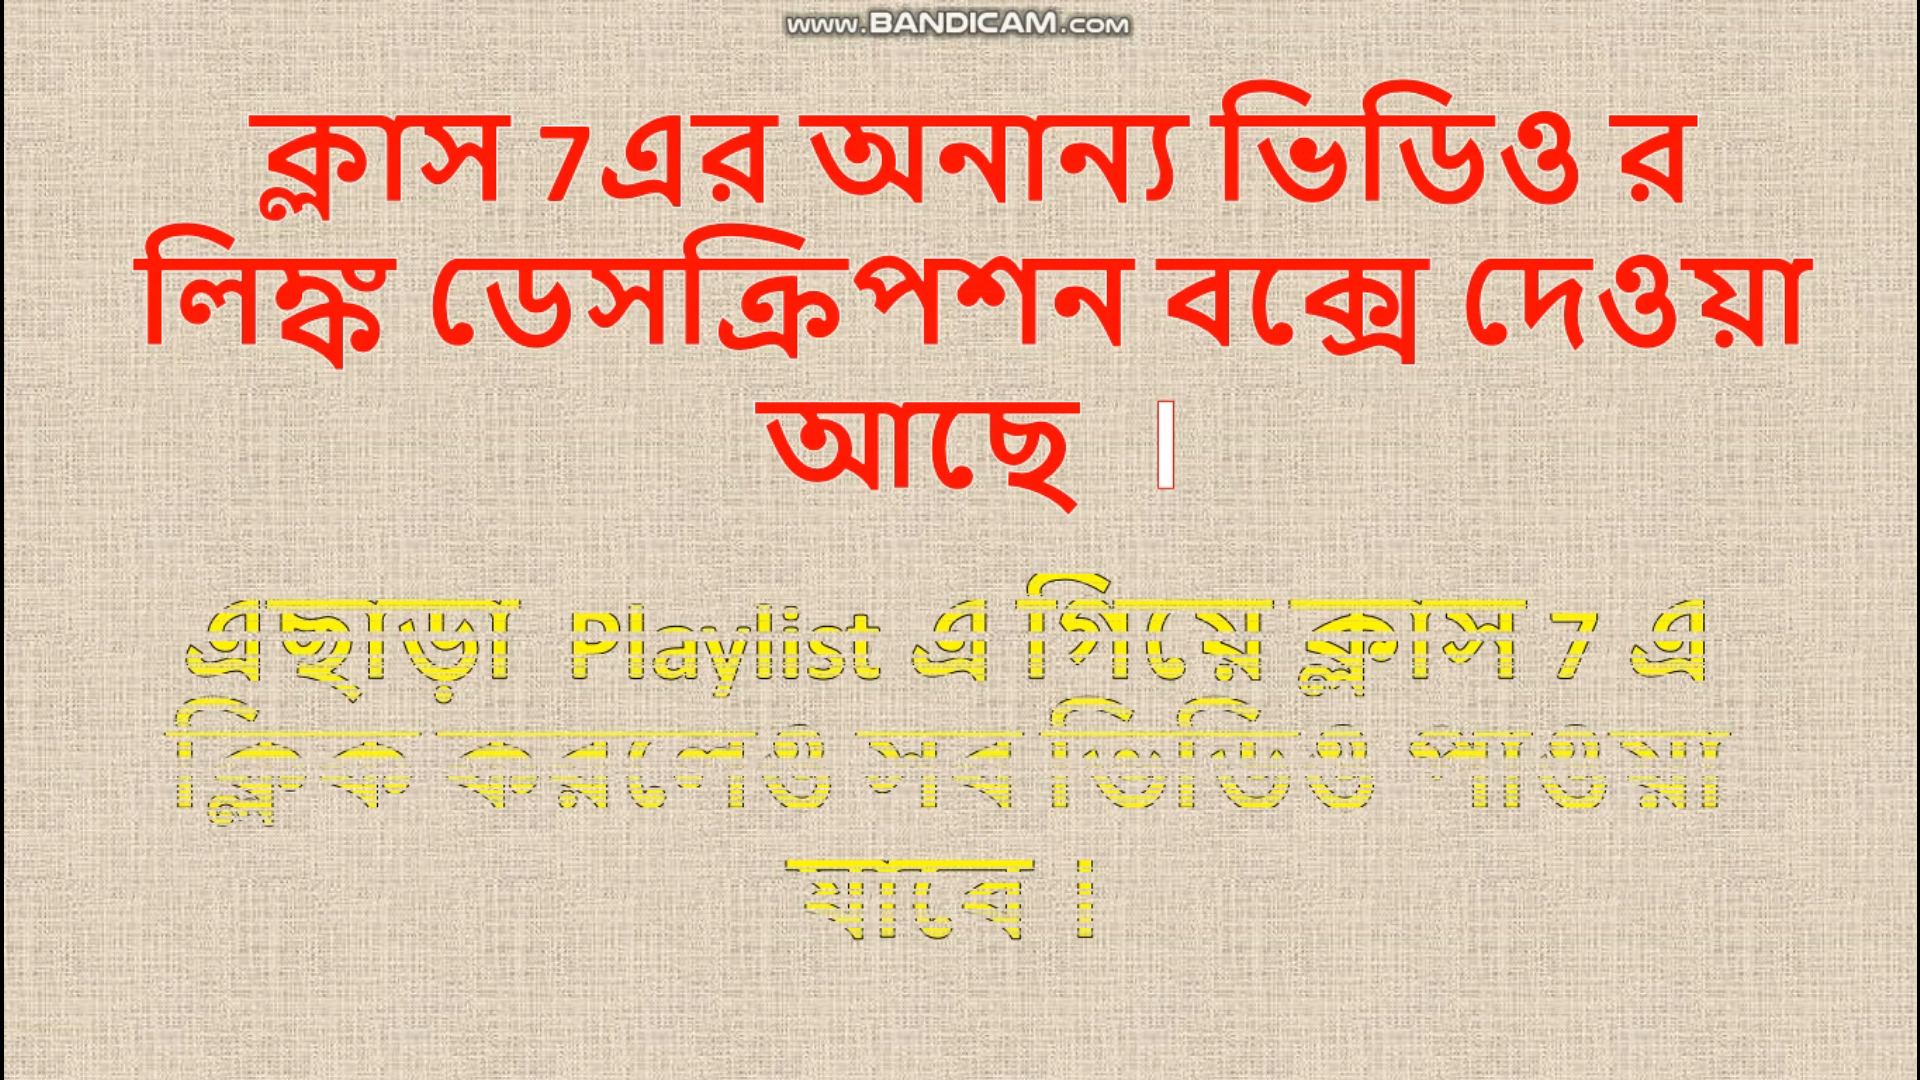 www.BANDICAM.com
ক্লাস 7এর অনান্য ভিডিও র
লিঙ্ক ডেসক্রিপশন বক্সে দেওয়া
আছে ।
এছাড়া Playlist এ গিয়ে ক্লাস 7 এ
ক্লিক করলেও সব ভিডিও পাওয়া
যাবে ।